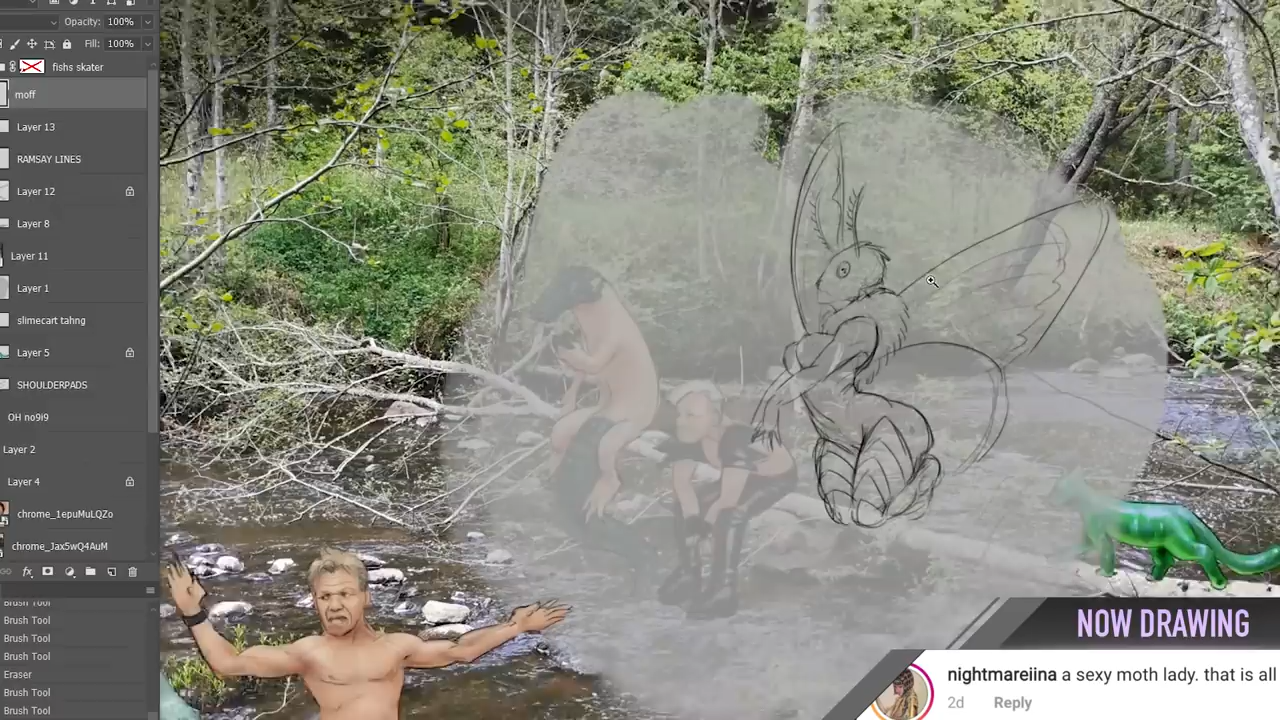 Opacity: 100%
Fill: 100%
fishs skater
moff
Layer 13
RAMSAY LINES
Layer 12
Layer 8
Layer 11
Layer 1
slimecart tahng
Layer 5
SHOULDERPADS
OH no9i9
Layer 2
Layer 4
chrome_1epuMuLQZo
chrome_Jax5wQ4AuM
fx
Brush Tool
Brush Tool
Brush Tool
Brush Tool
Eraser
Brush Tool
Brush Tool
NOW DRAWING
nightmareiina a sexy moth lady. that is all
2d Reply